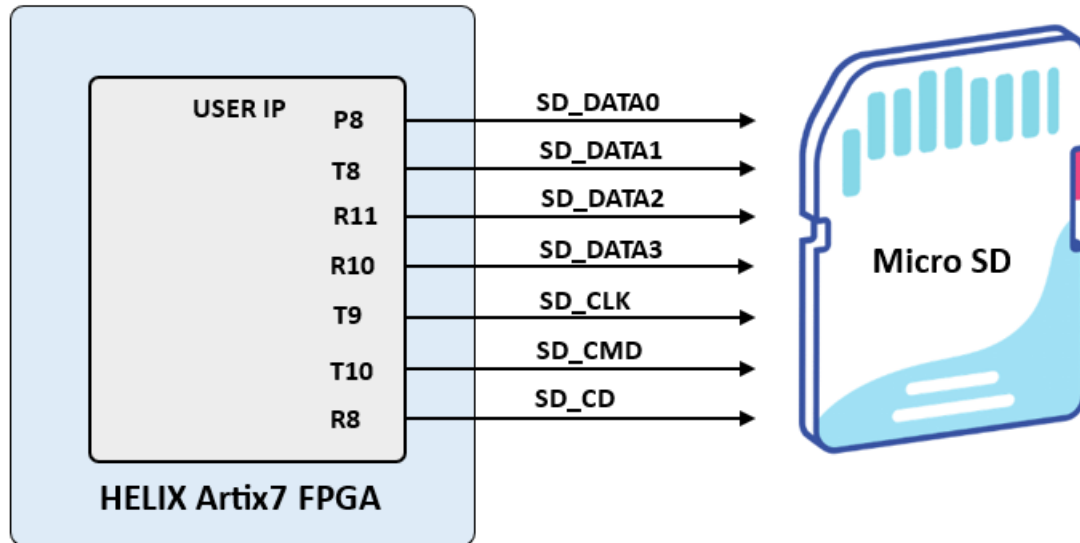 USER IP
P8
SD_DATA0
T8
SD_DATA1
R11
SD_DATA2
R10
SD_DATA3
T9
SD_CLK
T10
SD_CMD
R8
SD_CD
Micro SD
HELIX Artix7 FPGA